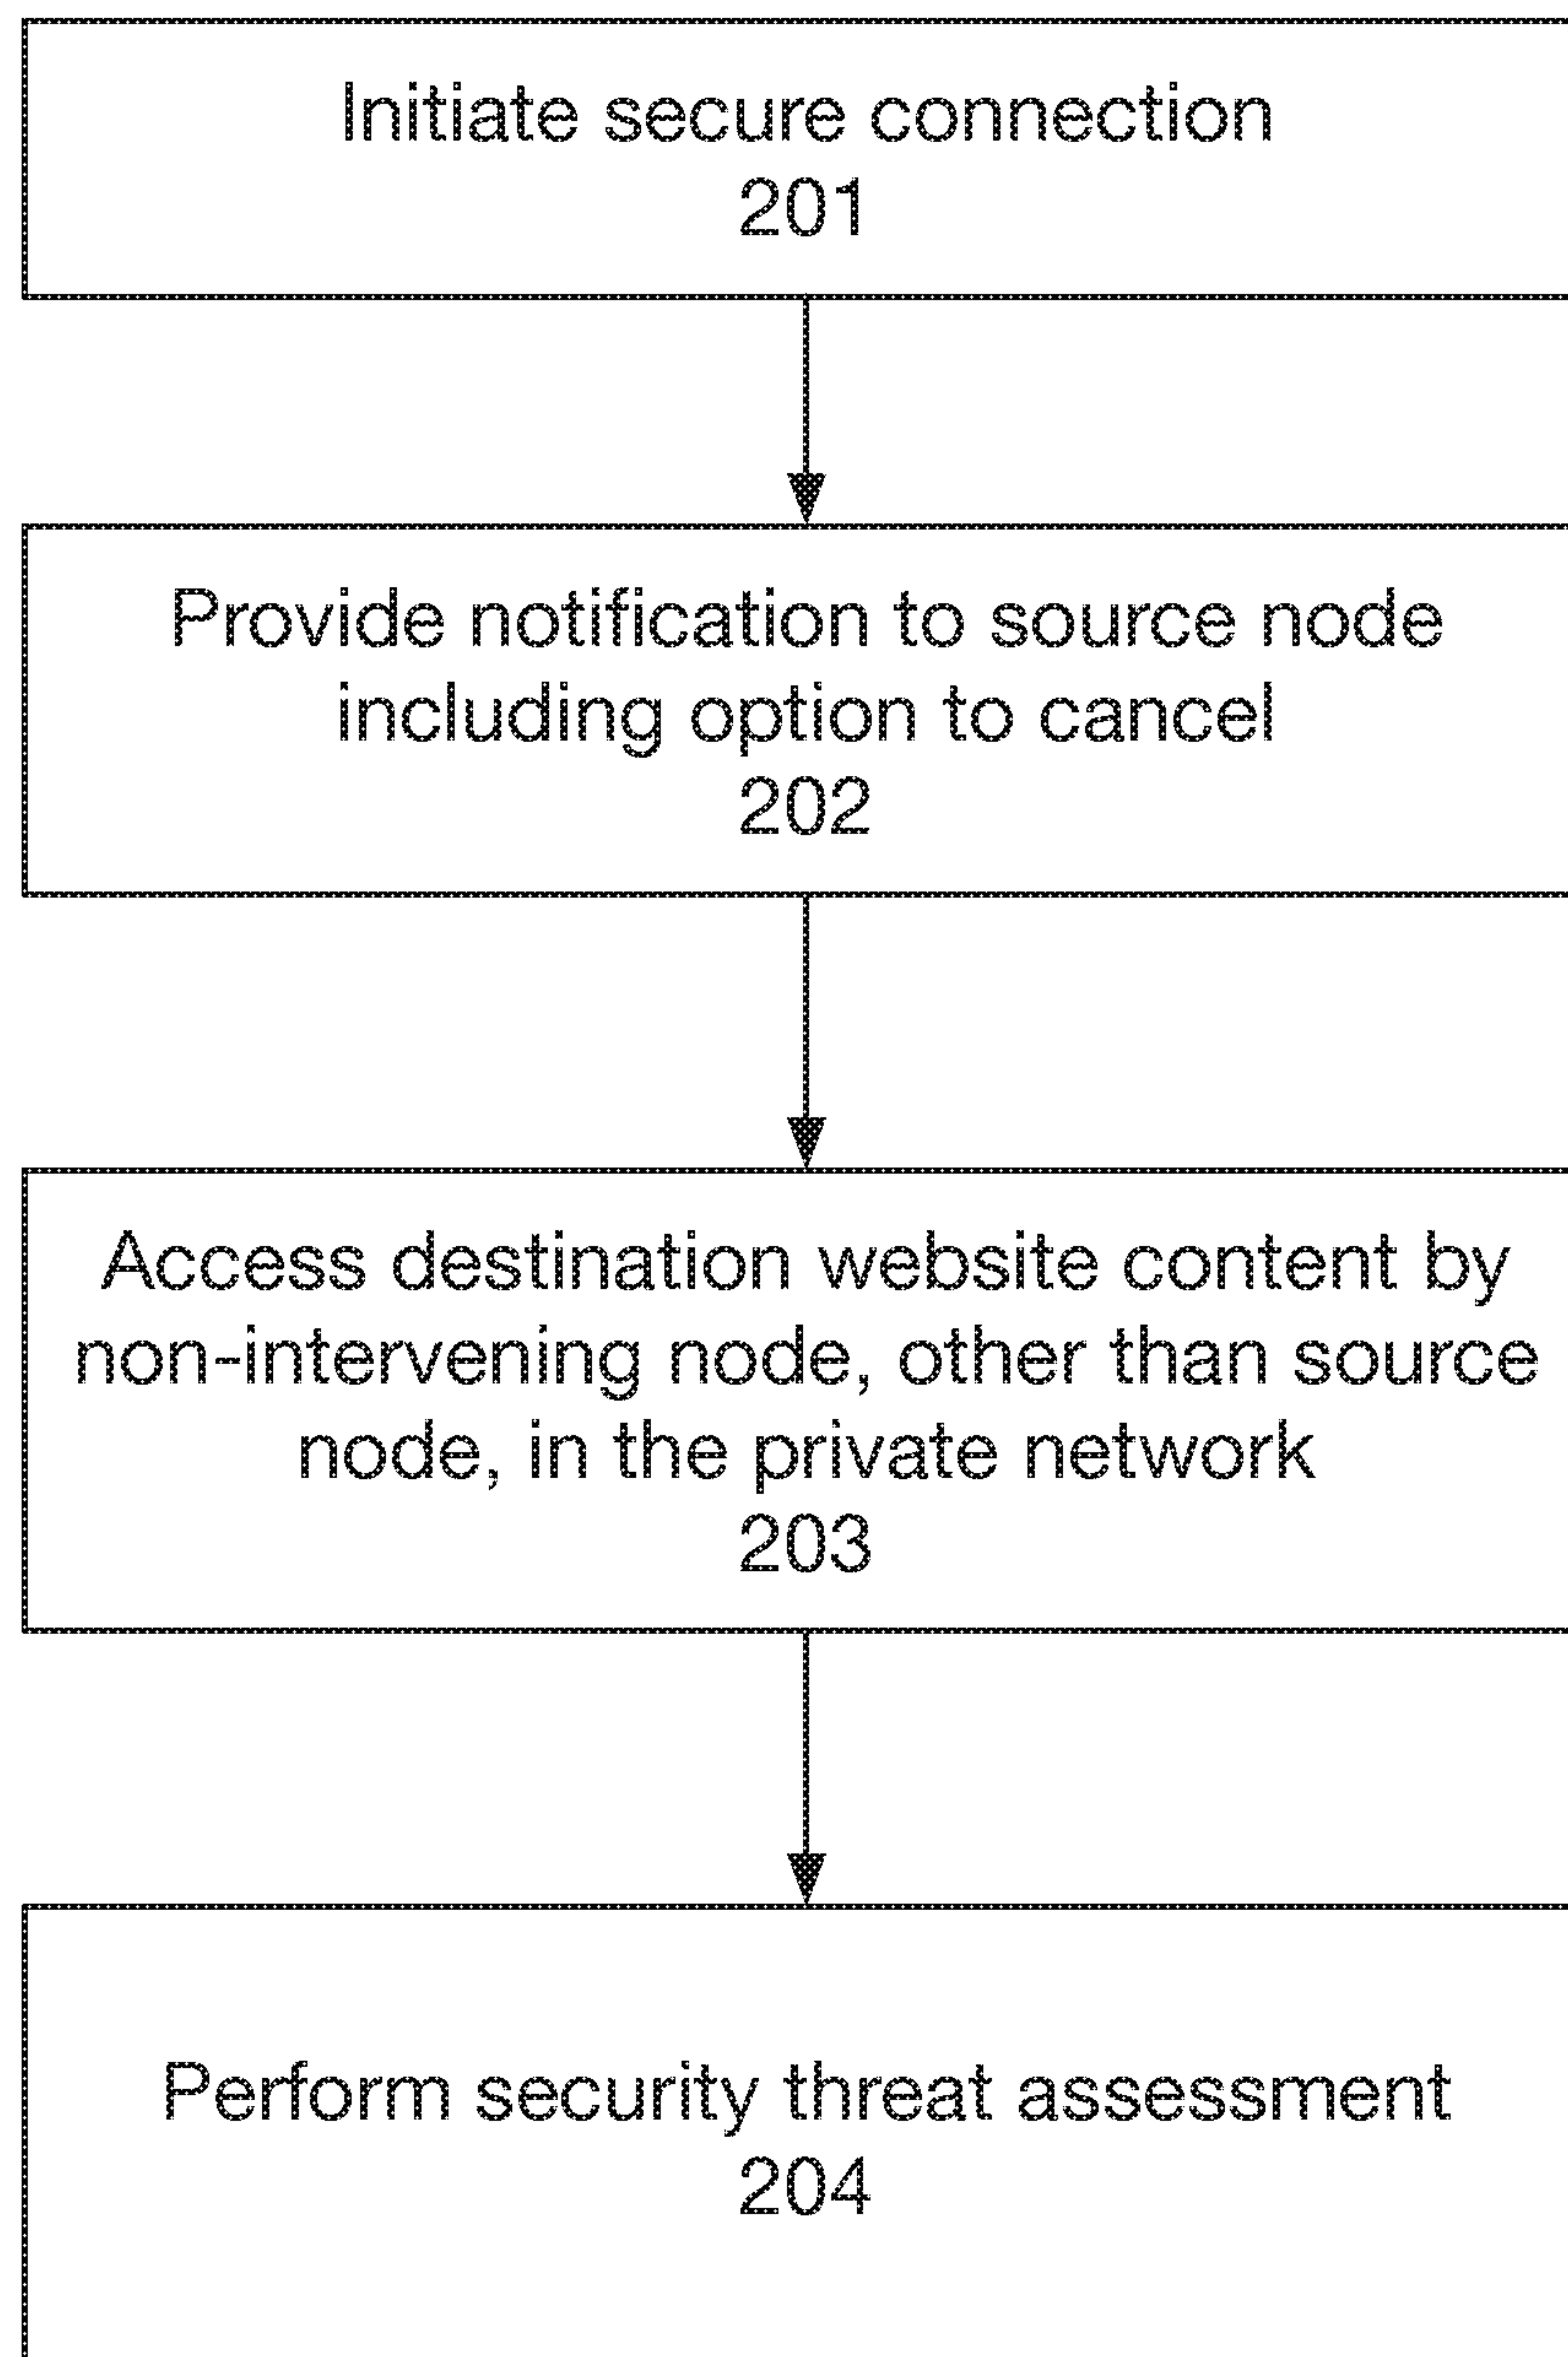 Initiate secure connection
201
Provide notification to source node
including option to cancel
202
Access destination website content by
non-intervening node, other than source
node, in the private network
203
Perform security threat assessment
204